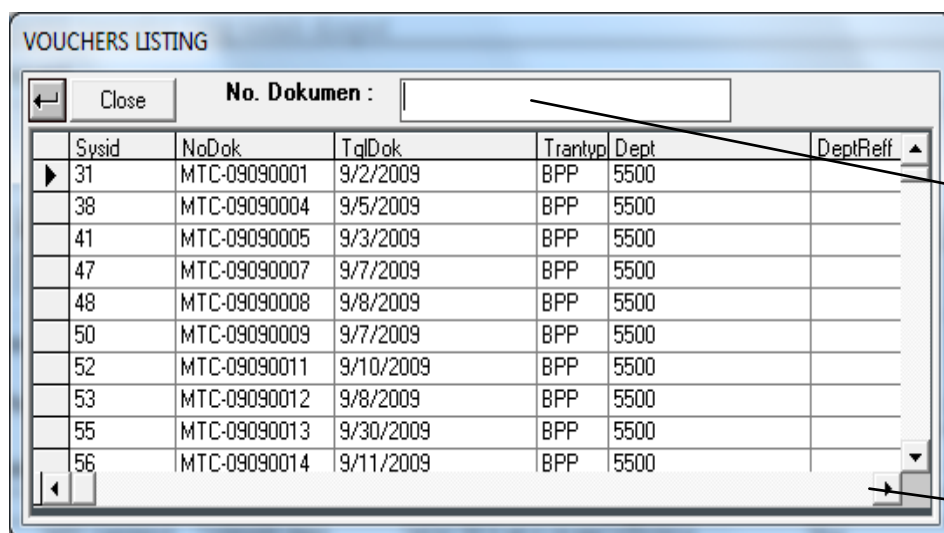 VOUCHERS LISTING
Close No. Dokumen :
Sysid NoDok TglDok Trantyp Dept DeptReff
31 MTC-09090001 9/2/2009 BPP 5500
38 MTC-09090004 9/5/2009 BPP 5500
41 MTC-09090005 9/3/2009 BPP 5500
47 MTC-09090007 9/7/2009 BPP 5500
48 MTC-09090008 9/8/2009 BPP 5500
50 MTC-09090009 9/7/2009 BPP 5500
52 MTC-09090011 9/10/2009 BPP 5500
53 MTC-09090012 9/8/2009 BPP 5500
55 MTC-09090013 9/30/2009 BPP 5500
56 MTC-09090014 9/11/2009 BPP 5500